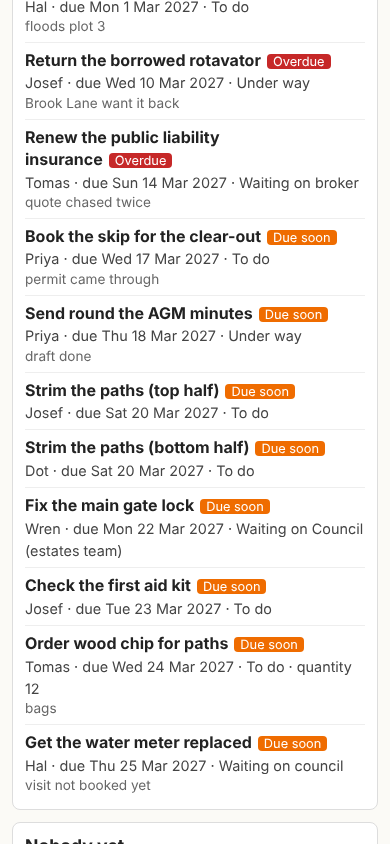 Hal · due Mon 1 Mar 2027 · To do
floods plot 3
Return the borrowed rotavator Overdue
Josef · due Wed 10 Mar 2027 · Under way
Brook Lane want it back
Renew the public liability
insurance Overdue
Tomas · due Sun 14 Mar 2027 · Waiting on broker
quote chased twice
Book the skip for the clear-out Due soon
Priya · due Wed 17 Mar 2027 · To do
permit came through
Send round the AGM minutes Due soon
Priya · due Thu 18 Mar 2027 · Under way
draft done
Strim the paths (top half) Due soon
Josef · due Sat 20 Mar 2027 · To do
Strim the paths (bottom half) Due soon
Dot · due Sat 20 Mar 2027 · To do
Fix the main gate lock Due soon
Wren · due Mon 22 Mar 2027 · Waiting on Council
(estates team)
Check the first aid kit Due soon
Josef · due Tue 23 Mar 2027 · To do
Order wood chip for paths Due soon
Tomas · due Wed 24 Mar 2027 · To do · quantity
12
bags
Get the water meter replaced Due soon
Hal · due Thu 25 Mar 2027 · Waiting on council
visit not booked yet
Nobody yet